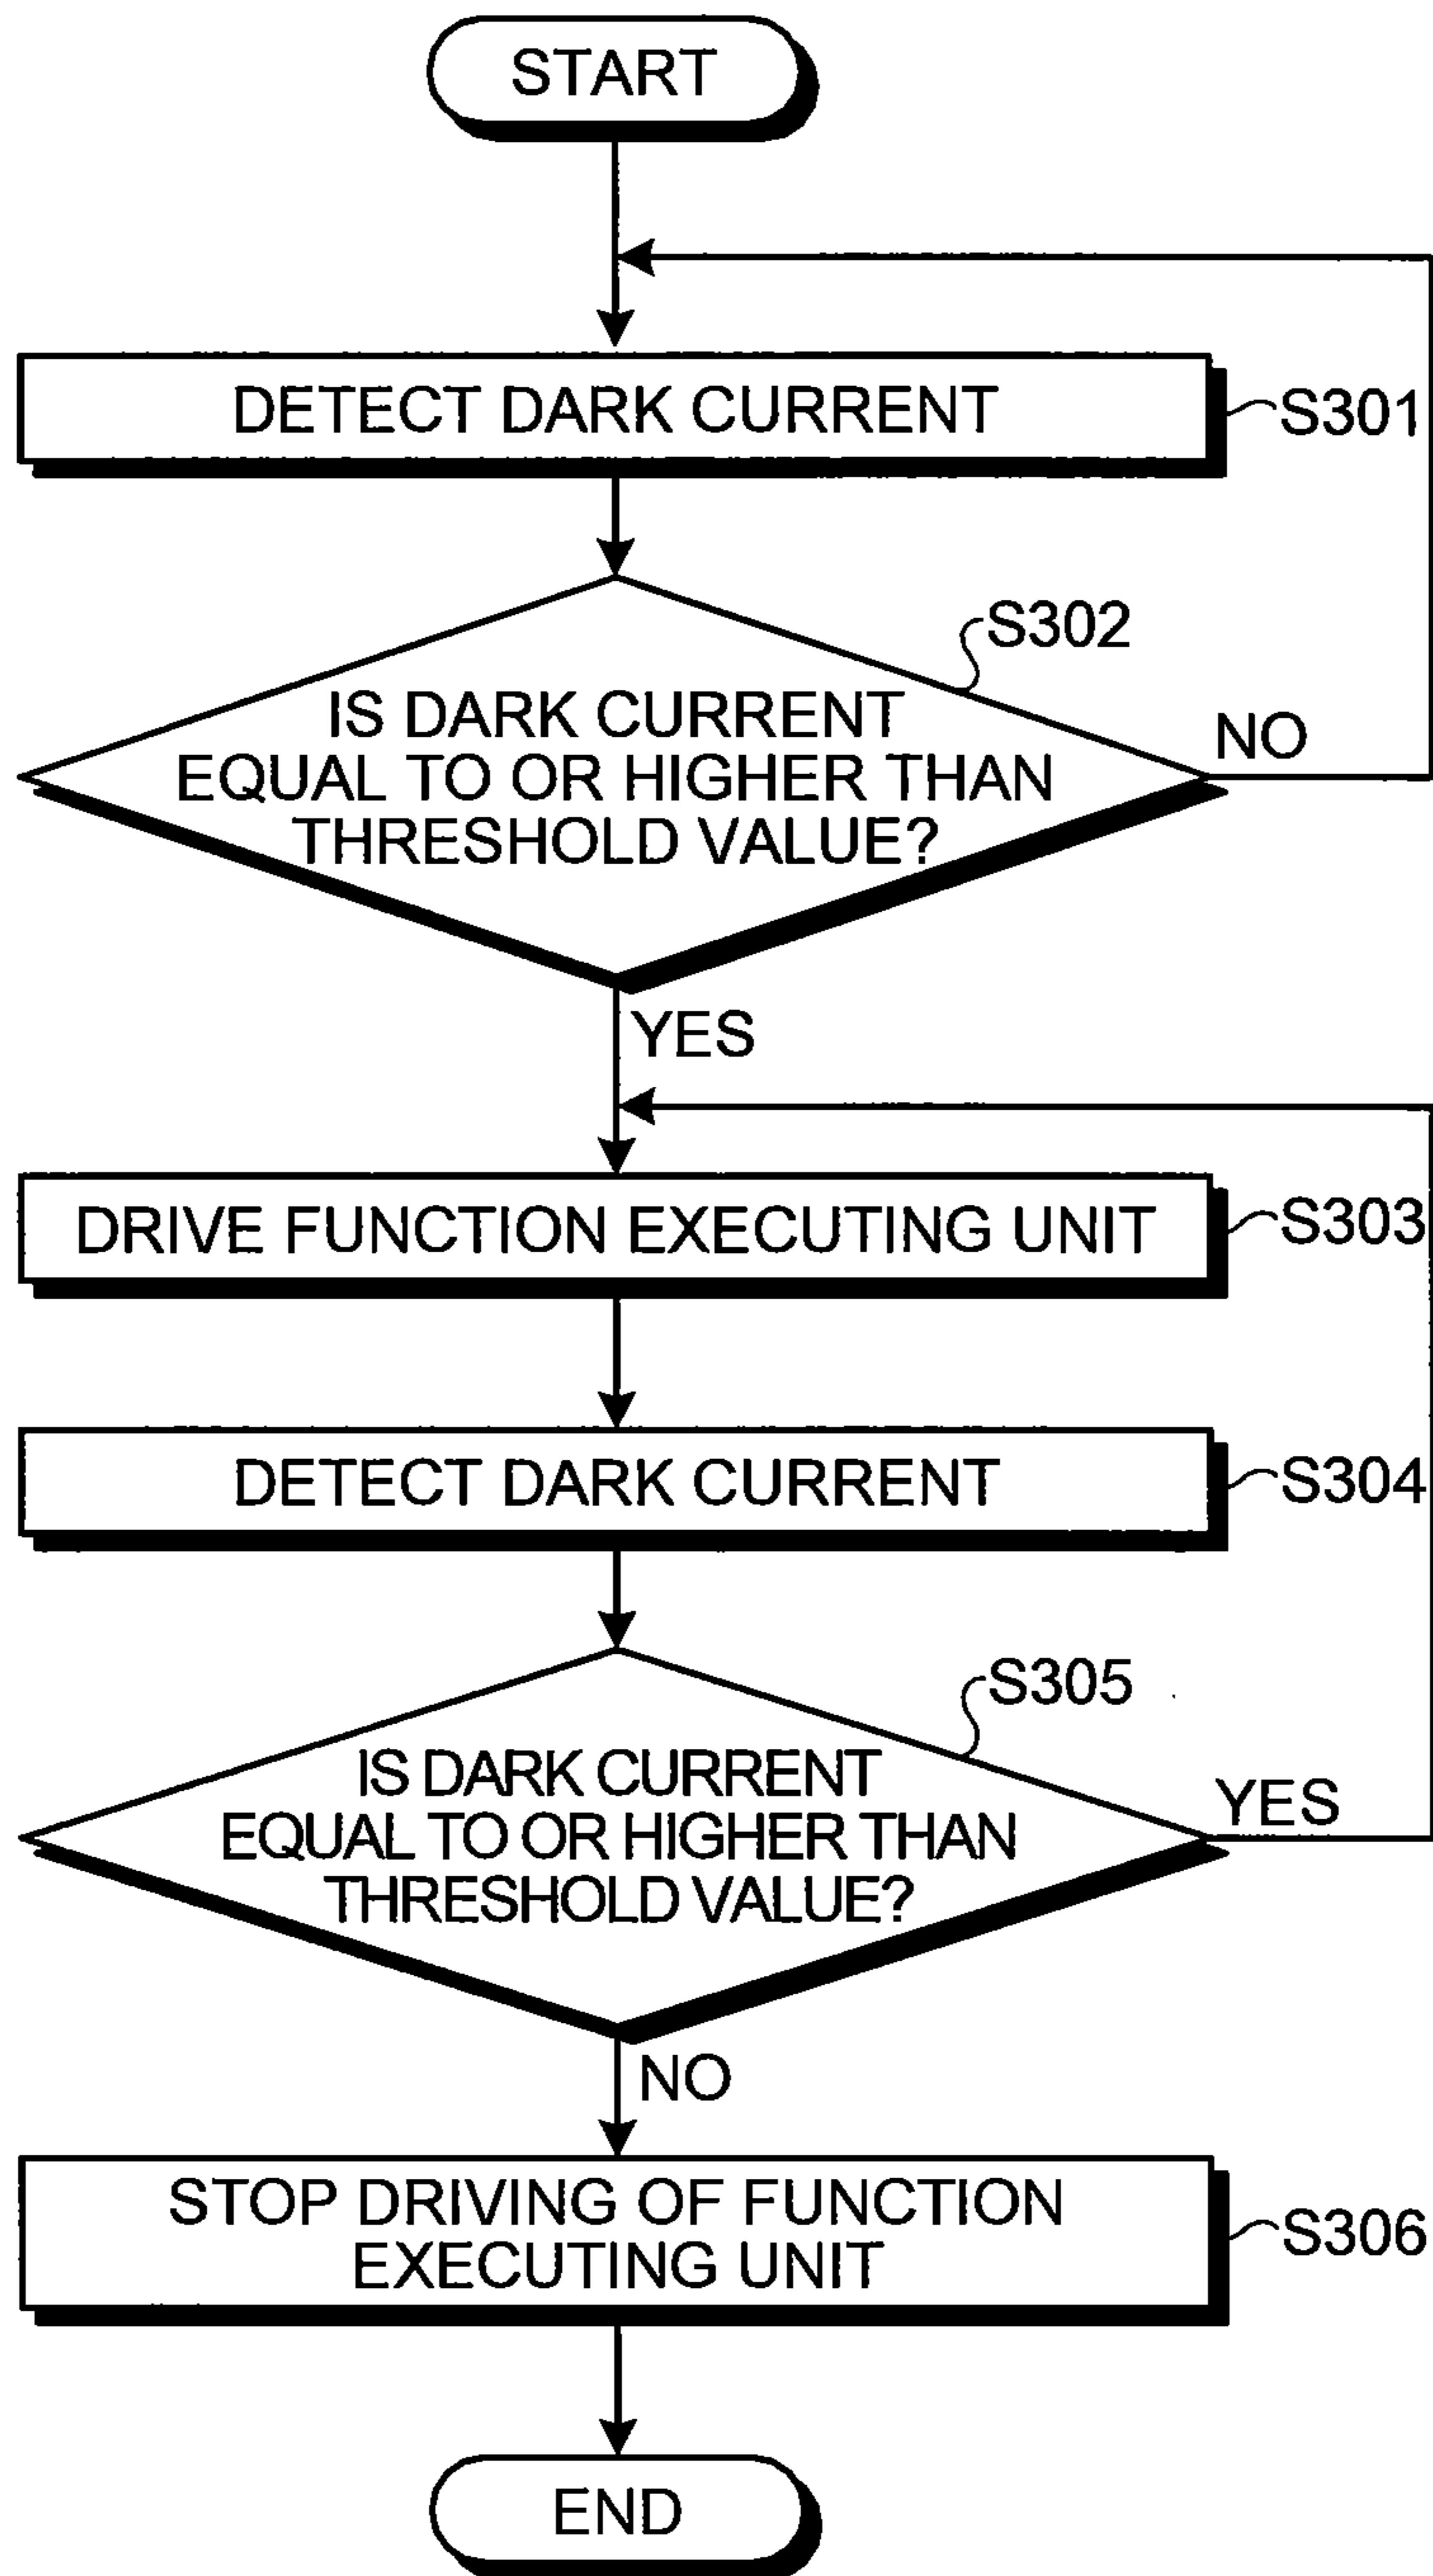 START
DETECT DARK CURRENT
S301
S302
IS DARK CURRENT
EQUAL TO OR HIGHER THAN
THRESHOLD VALUE?
NO
YES
DRIVE FUNCTION EXECUTING UNIT
S303
DETECT DARK CURRENT
S304
S305
IS DARK CURRENT
EQUAL TO OR HIGHER THAN
THRESHOLD VALUE?
YES
NO
STOP DRIVING OF FUNCTION
EXECUTING UNIT
S306
END